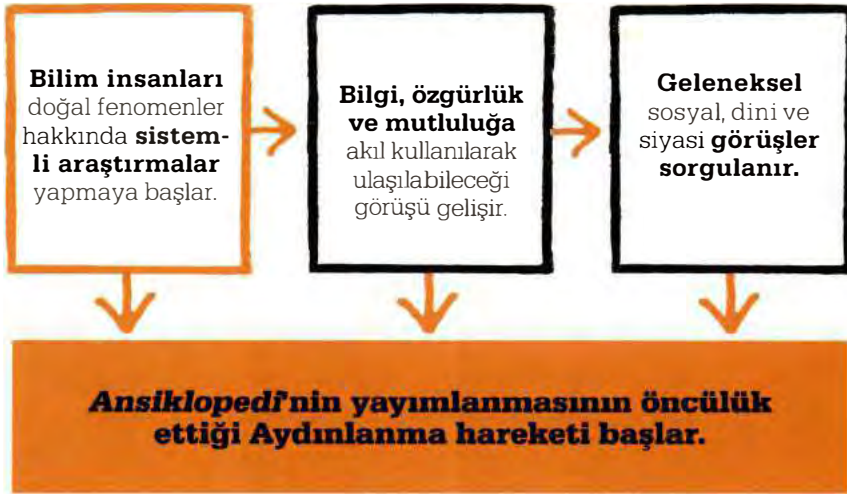 Bilim insanları
doğal fenomenler
hakkında sistem-
li araştırmalar
yapmaya başlar.
Bilgi, özgürlük
ve mutluluğa
akıl kullanılarak
ulaşılabileceği
görüşü gelişir.
Geleneksel
sosyal, dini ve
siyasi görüşler
sorgulanır.
Ansiklopedi'nin yayımlanmasının öncülük
ettiği Aydınlanma hareketi başlar.